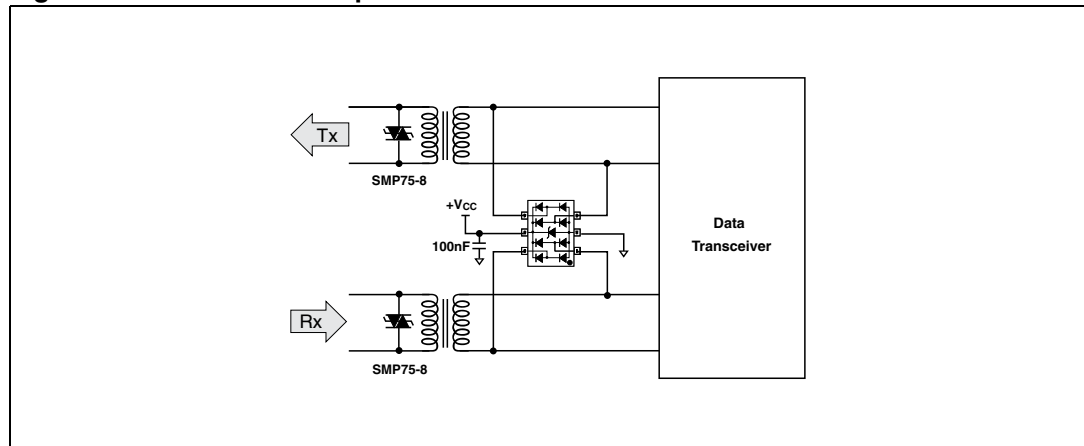 Tx
SMP75-8
+VCC
100nF
Data
Transceiver
Rx
SMP75-8